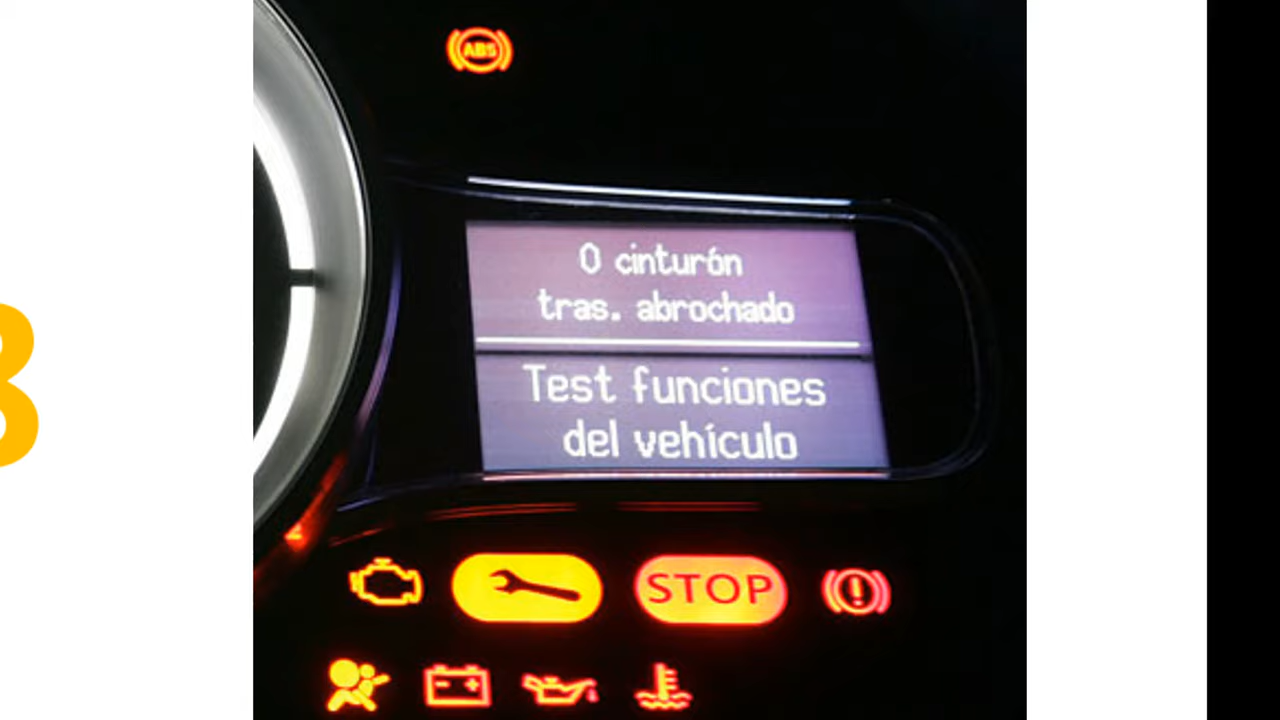 ABS
0 cinturón
tras. abrochado
Test funciones
del vehículo
STOP